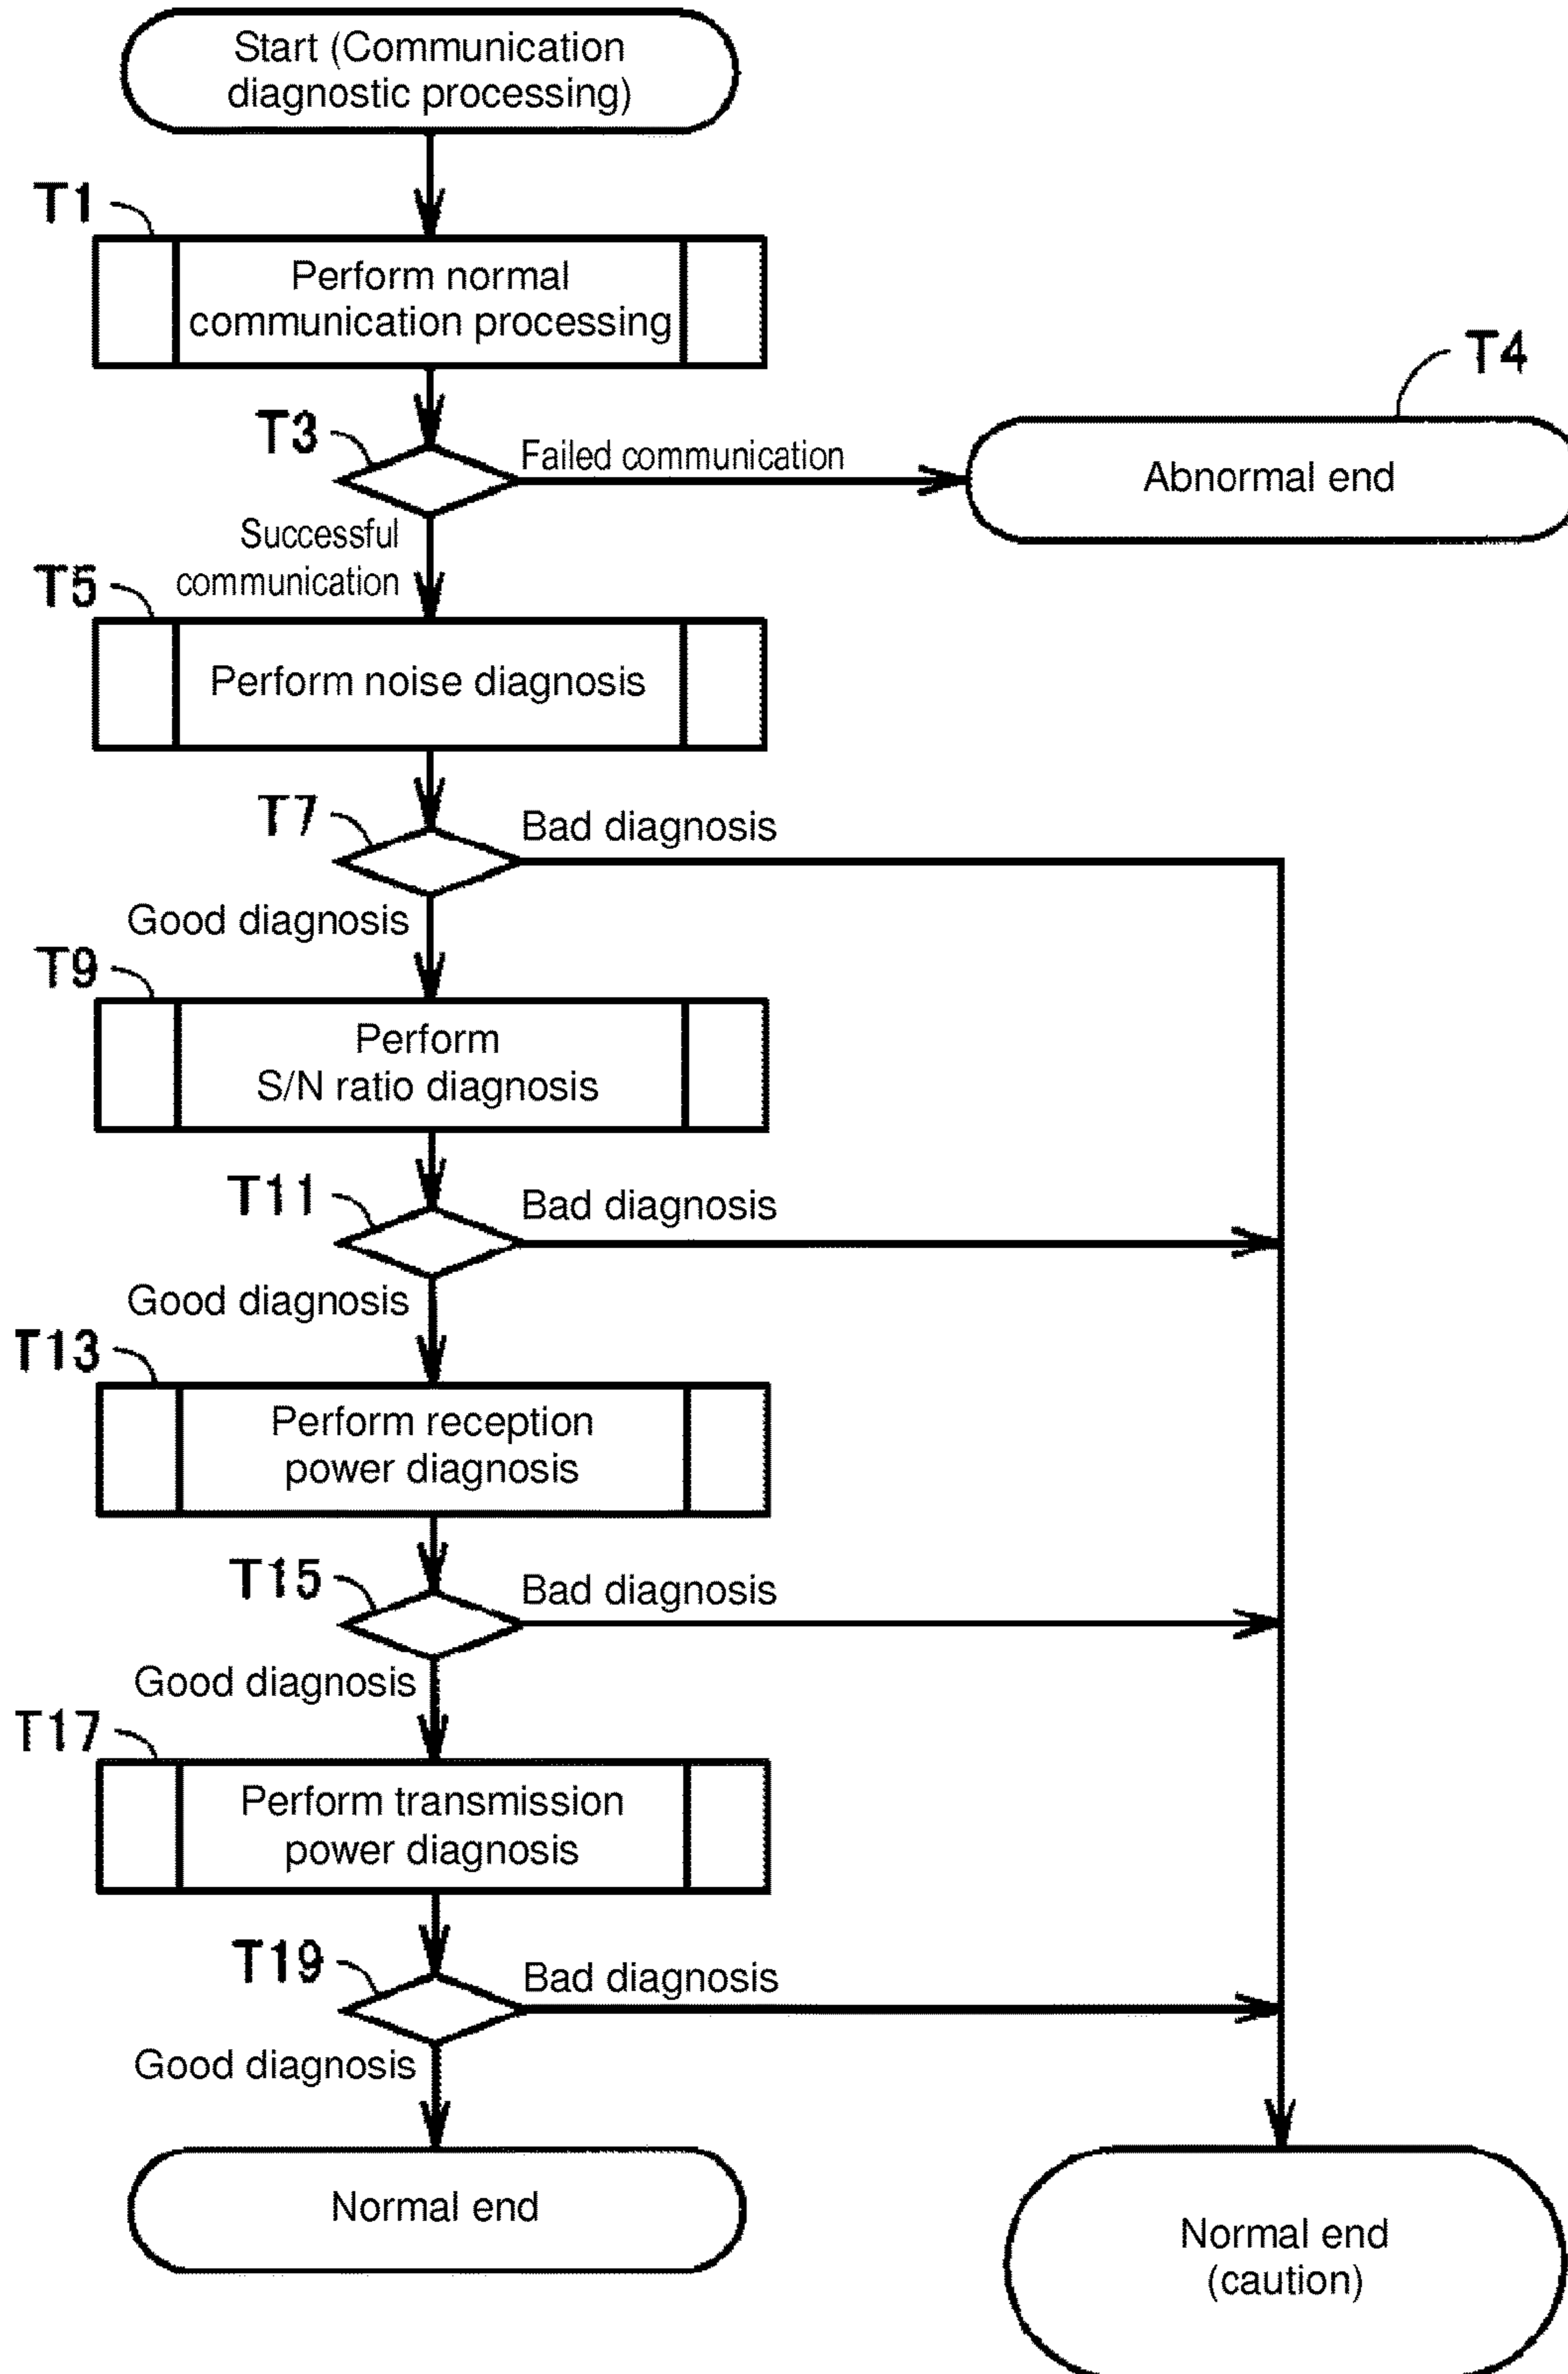 Start (Communication
diagnostic processing)
T1
Perform normal
communication processing
T4
T3
Failed communication
Abnormal end
Successful
communication
T5
Perform noise diagnosis
T7
Bad diagnosis
Good diagnosis
T9
Perform
S/N ratio diagnosis
T11
Bad diagnosis
Good diagnosis
T13
Perform reception
power diagnosis
T15
Bad diagnosis
Good diagnosis
T17
Perform transmission
power diagnosis
T19
Bad diagnosis
Good diagnosis
Normal end
Normal end
(caution)